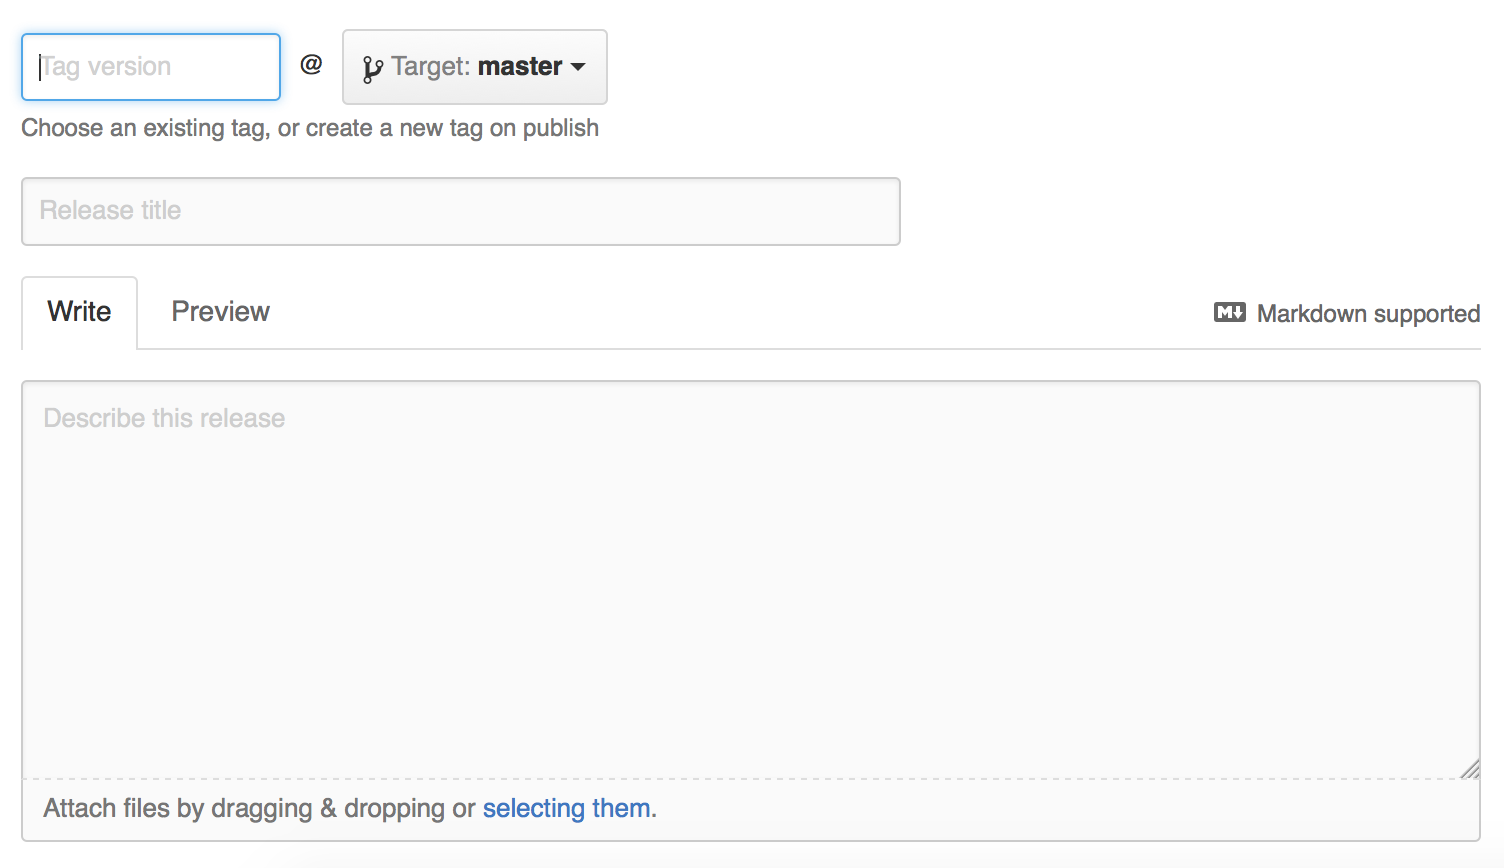 Tag version @ Target: master
Choose an existing tag, or create a new tag on publish
Release title
Write Preview M Markdown supported
Describe this release
Attach files by dragging & dropping or selecting them.